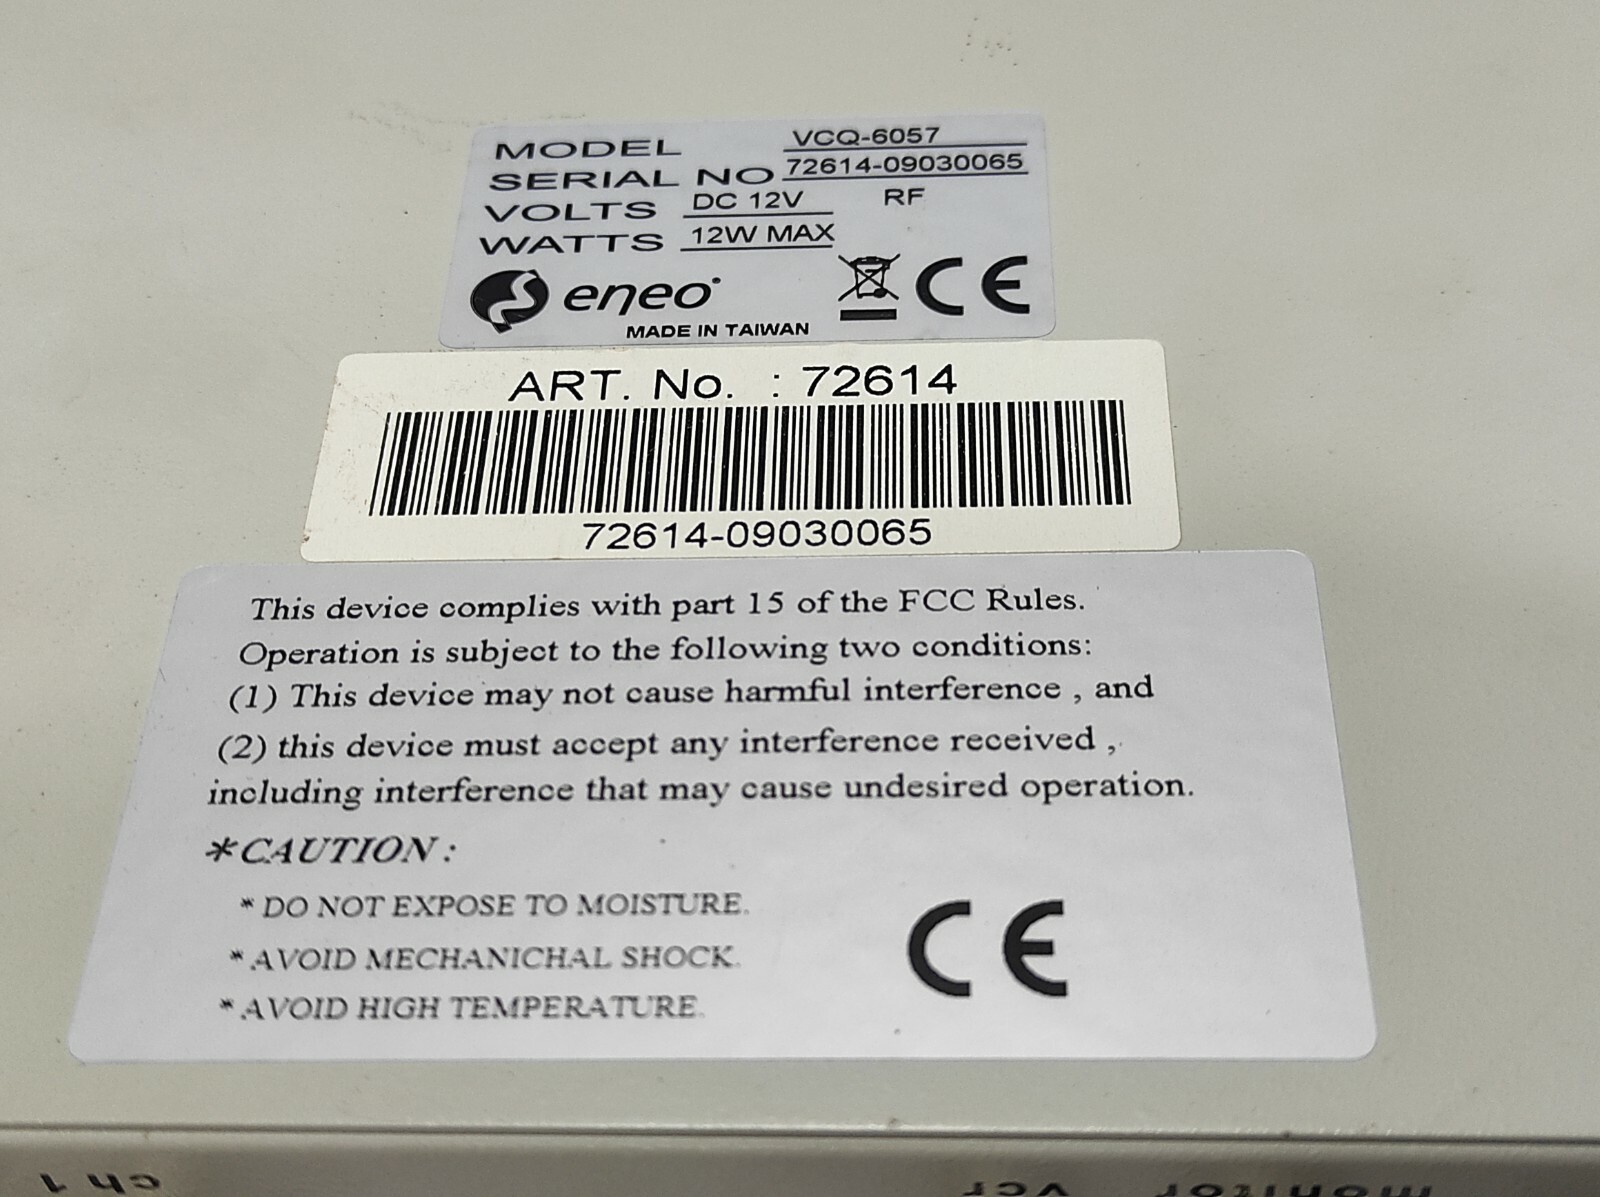 MODEL VCQ-6057
SERIAL NO 72614-09030065
VOLTS DC 12V RF
WATTS 12W MAX
eneo
CE
MADE IN TAIWAN
ART. No. : 72614
72614-09030065
This device complies with part 15 of the FCC Rules.
Operation is subject to the following two conditions:
(1) This device may not cause harmful interference , and
(2) this device must accept any interference received ,
including interference that may cause undesired operation.
*CAUTION:
* DO NOT EXPOSE TO MOISTURE.
* AVOID MECHANICHAL SHOCK.
* AVOID HIGH TEMPERATURE.
CE
ch 1
vcr
monitor